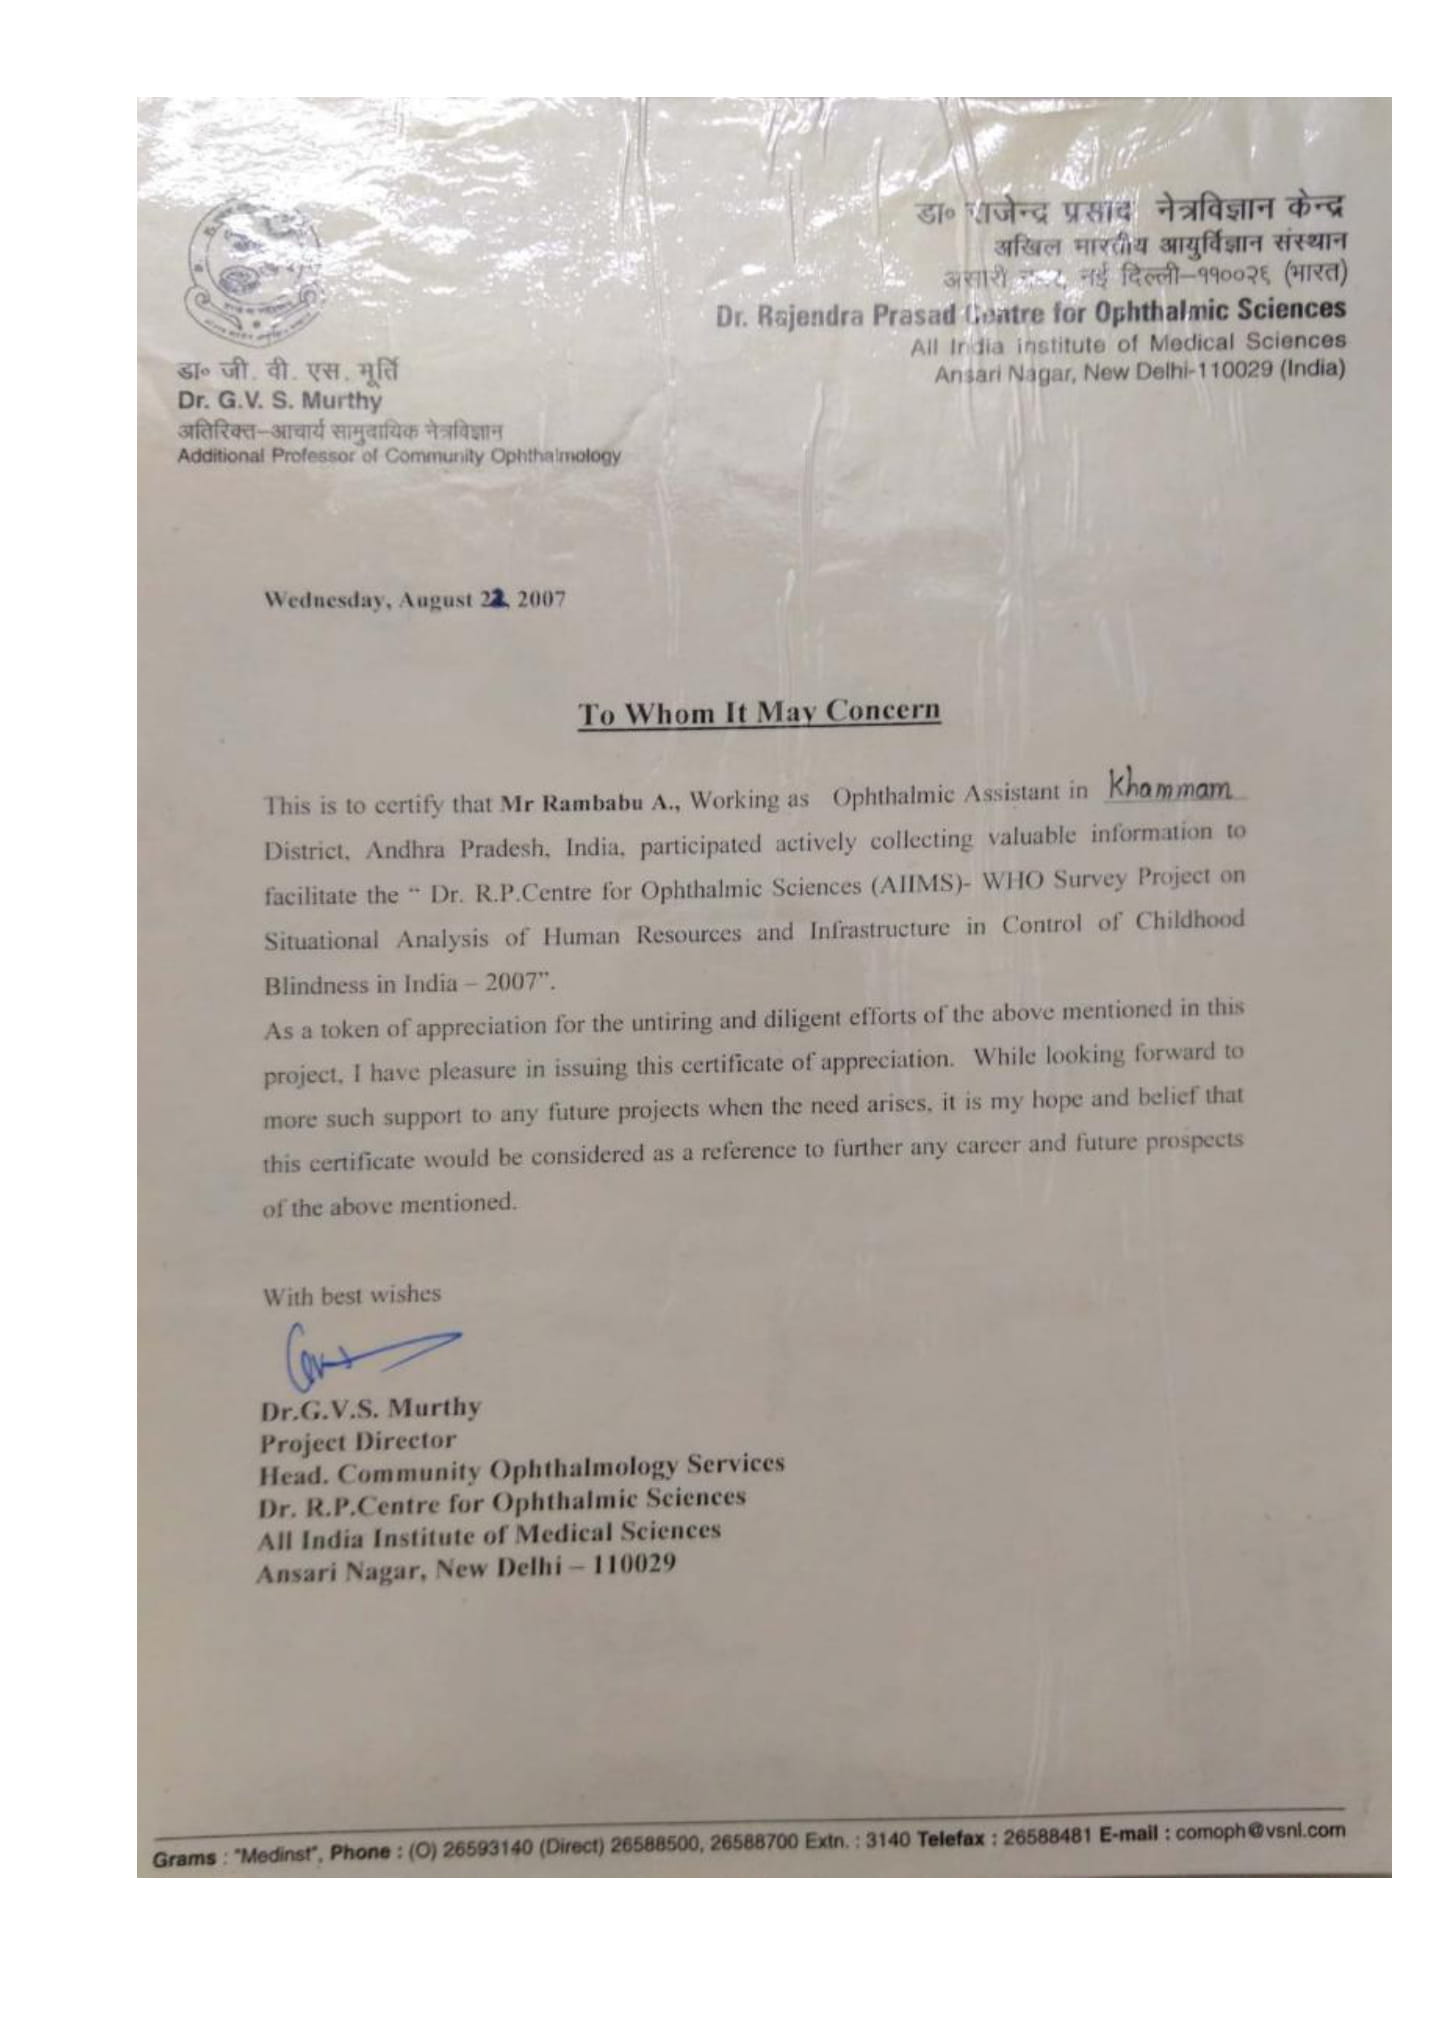 डा० राजेन्द्र प्रसाद नेत्रविज्ञान केन्द्र
अखिल भारतीय आयुर्विज्ञान संस्थान
अंसारी नगर, नई दिल्ली–११००२६ (भारत)
Dr. Rajendra Prasad Centre for Ophthalmic Sciences
All India institute of Medical Sciences
Ansari Nagar, New Delhi-110029 (India)
डा० जी. वी. एस. मूर्ति
Dr. G.V. S. Murthy
अतिरिक्त–आचार्य सामुदायिक नेत्रविज्ञान
Additional Professor of Community Ophthalmology
Wednesday, August 22, 2007
To Whom It May Concern
This is to certify that Mr Rambabu A., Working as Ophthalmic Assistant in Khammam
District, Andhra Pradesh, India, participated actively collecting valuable information to
facilitate the “ Dr. R.P.Centre for Ophthalmic Sciences (AIIMS)- WHO Survey Project on
Situational Analysis of Human Resources and Infrastructure in Control of Childhood
Blindness in India – 2007”.
As a token of appreciation for the untiring and diligent efforts of the above mentioned in this
project, I have pleasure in issuing this certificate of appreciation. While looking forward to
more such support to any future projects when the need arises, it is my hope and belief that
this certificate would be considered as a reference to further any career and future prospects
of the above mentioned.
With best wishes
Dr.G.V.S. Murthy
Project Director
Head. Community Ophthalmology Services
Dr. R.P.Centre for Ophthalmic Sciences
All India Institute of Medical Sciences
Ansari Nagar, New Delhi – 110029
Grams : "Medinst", Phone : (O) 26593140 (Direct) 26588500, 26588700 Extn. : 3140 Telefax : 26588481 E-mail : comoph@vsnl.com